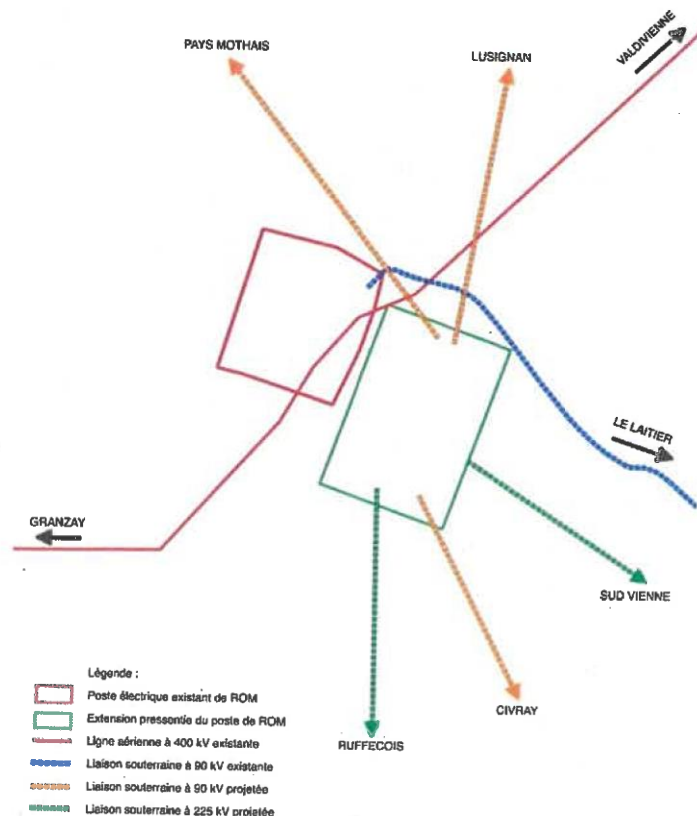 PAYS MOTHAIS
LUSIGNAN
VALDIVIENNE
LE LAITIER
GRANZAY
SUD VIENNE
CIVRAY
RUFFECOIS
Légende :
Poste électrique existant de ROM
Extension pressentie du poste de ROM
Ligne aérienne à 400 kV existante
Liaison souterraine à 90 kV existante
Liaison souterraine à 90 kV projetée
Liaison souterraine à 225 kV projetée